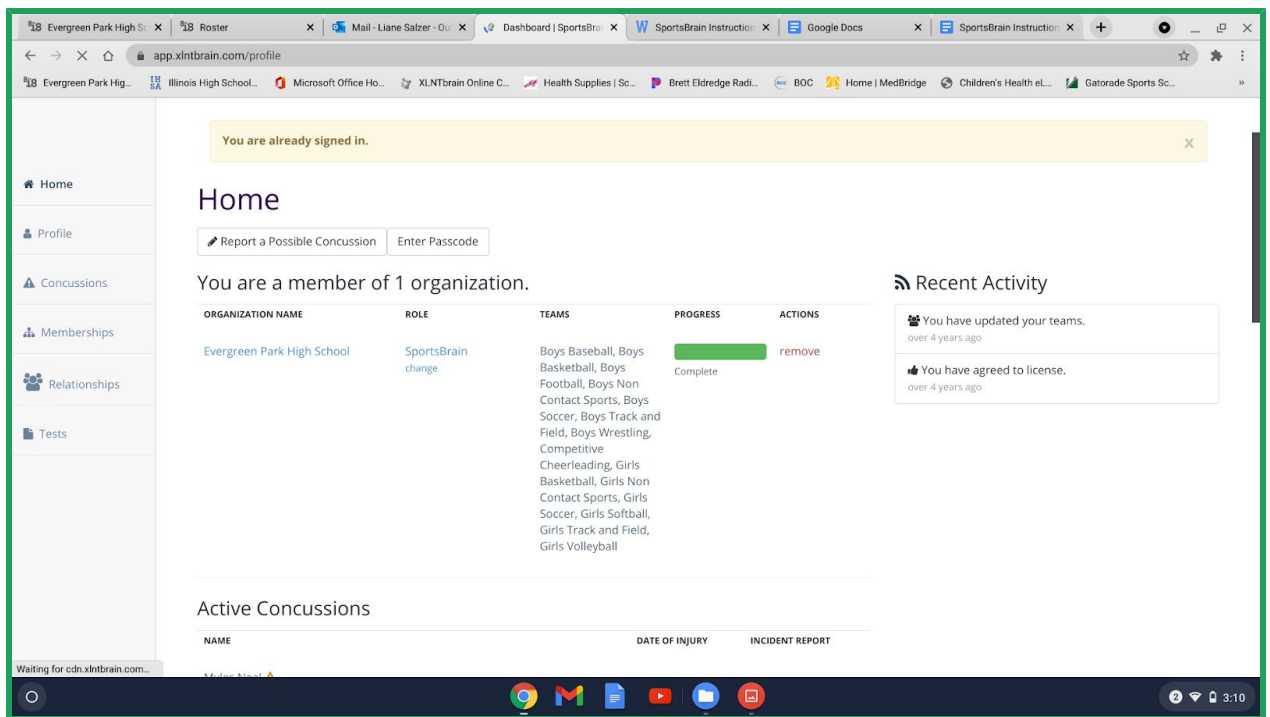 Evergreen Park High Sc
Roster
Mail - Liane Salzer - Ou
Dashboard | SportsBra
SportsBrain Instruction
Google Docs
SportsBrain Instruction
app.xlntbrain.com/profile
Evergreen Park Hig...
Illinois High School...
Microsoft Office Ho...
XLNTbrain Online C...
Health Supplies | Sc...
Brett Eldredge Radi...
BOC
Home | MedBridge
Children's Health eL...
Gatorade Sports Sc...
»
You are already signed in.
x
Home
Profile
Concussions
Memberships
Relationships
Tests
Home
Report a Possible Concussion
Enter Passcode
You are a member of 1 organization.
ORGANIZATION NAME ROLE TEAMS PROGRESS ACTIONS
Evergreen Park High School
SportsBrain
change
Boys Baseball, Boys
Basketball, Boys
Football, Boys Non
Contact Sports, Boys
Soccer, Boys Track and
Field, Boys Wrestling,
Competitive
Cheerleading, Girls
Basketball, Girls Non
Contact Sports, Girls
Soccer, Girls Softball,
Girls Track and Field,
Girls Volleyball
Complete
remove
Recent Activity
You have updated your teams.
over 4 years ago
You have agreed to license.
over 4 years ago
Active Concussions
NAME DATE OF INJURY INCIDENT REPORT
Waiting for cdn.xlntbrain.com...
2 3:10